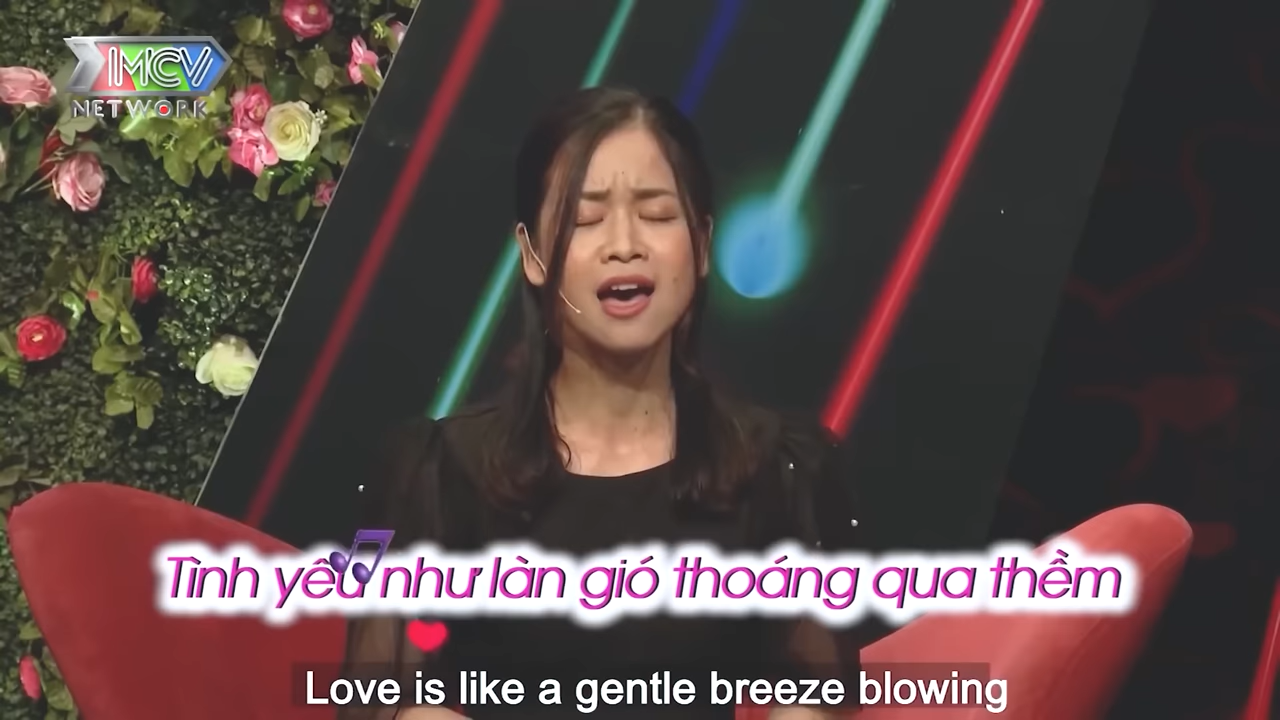 MCV
NETWORK
Tình yêu như làn gió thoáng qua thềm
Love is like a gentle breeze blowing